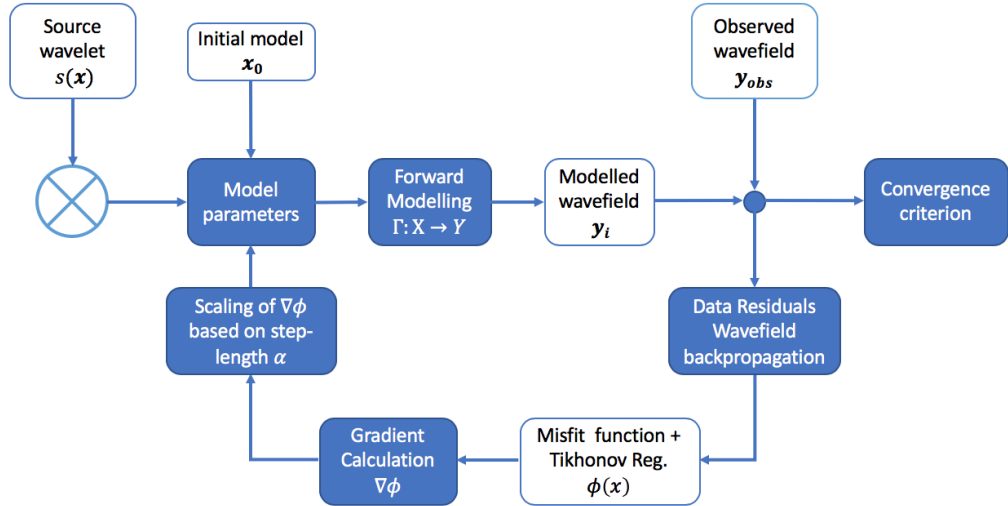 Source
wavelet
s(x)
Initial model
x₀
Observed
wavefield
y_obs
Model
parameters
Forward
Modelling
Γ: X → Y
Modelled
wavefield
y_i
Convergence
criterion
Scaling of ∇ϕ
based on step-
length α
Data Residuals
Wavefield
backpropagation
Gradient
Calculation
∇ϕ
Misfit function +
Tikhonov Reg.
ϕ(x)